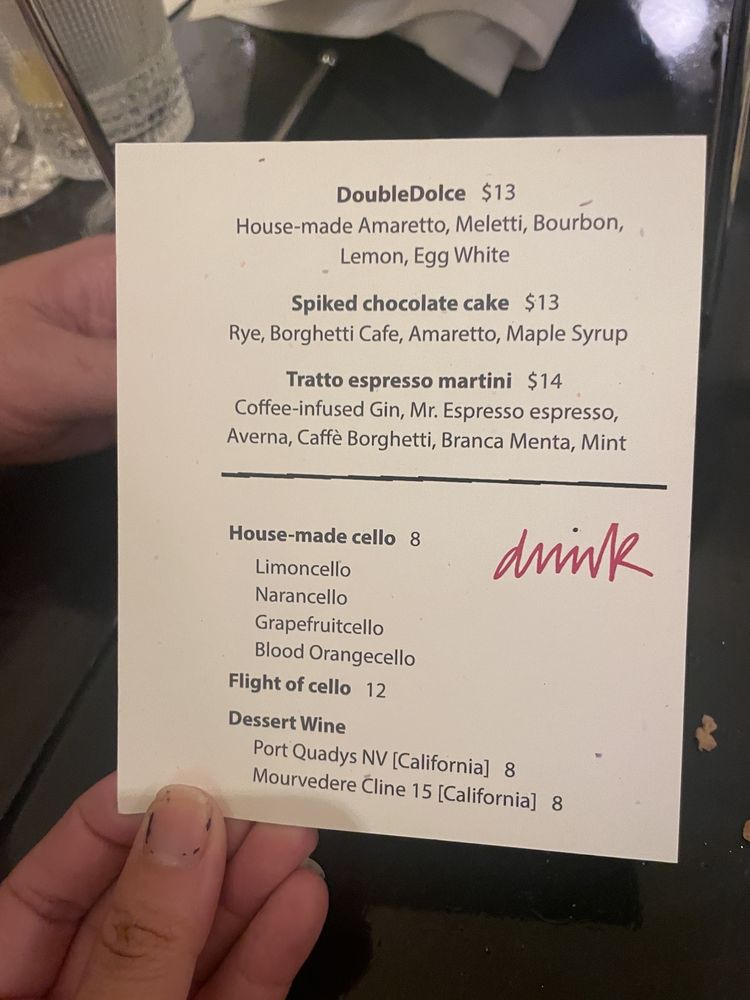 DoubleDolce $13
House-made Amaretto, Meletti, Bourbon,
Lemon, Egg White
Spiked chocolate cake $13
Rye, Borghetti Cafe, Amaretto, Maple Syrup
Tratto espresso martini $14
Coffee-infused Gin, Mr. Espresso espresso,
Averna, Caffè Borghetti, Branca Menta, Mint
House-made cello 8
drink
Limoncello
Narancello
Grapefruitcello
Blood Orangecello
Flight of cello 12
Dessert Wine
Port Quadys NV [California] 8
Mourvedere Cline 15 [California] 8